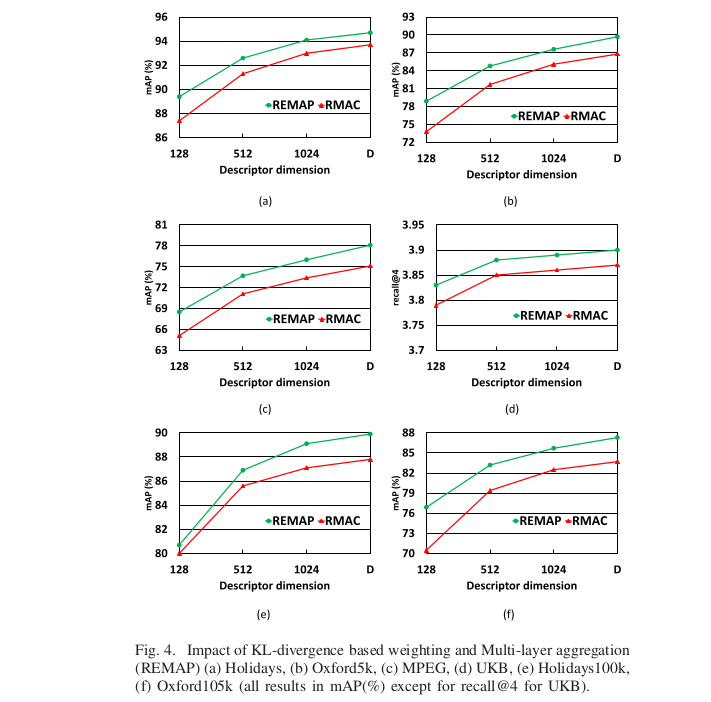 96
94
92
90
88
86
mAP (%)
REMAP RMAC
128 512 1024 D
Descriptor dimension
(a)
93
90
87
84
81
78
75
72
mAP (%)
REMAP RMAC
128 512 1024 D
Descriptor dimension
(b)
81
78
75
72
69
66
63
mAP (%)
REMAP RMAC
128 512 1024 D
Descriptor dimension
(c)
3.95
3.9
3.85
3.8
3.75
3.7
recall@4
REMAP RMAC
128 512 1024 D
Descriptor dimension
(d)
90
88
86
84
82
80
mAP (%)
REMAP RMAC
128 512 1024 D
Descriptor dimension
(e)
88
85
82
79
76
73
70
mAP (%)
REMAP RMAC
128 512 1024 D
Descriptor dimension
(f)
Fig. 4. Impact of KL-divergence based weighting and Multi-layer aggregation
(REMAP) (a) Holidays, (b) Oxford5k, (c) MPEG, (d) UKB, (e) Holidays100k,
(f) Oxford105k (all results in mAP(%) except for recall@4 for UKB).